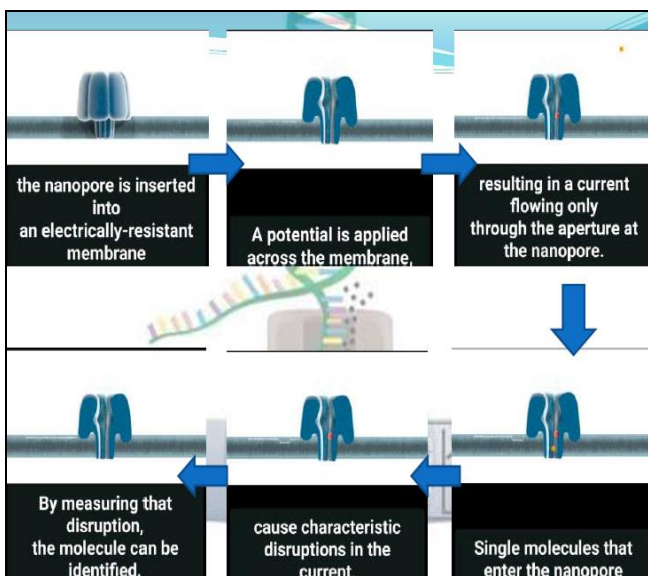 the nanopore is inserted
into
an electrically-resistant
membrane
A potential is applied
across the membrane,
resulting in a current
flowing only
through the aperture at
the nanopore.
Single molecules that
enter the nanopore
cause characteristic
disruptions in the
current.
By measuring that
disruption,
the molecule can be
identified.